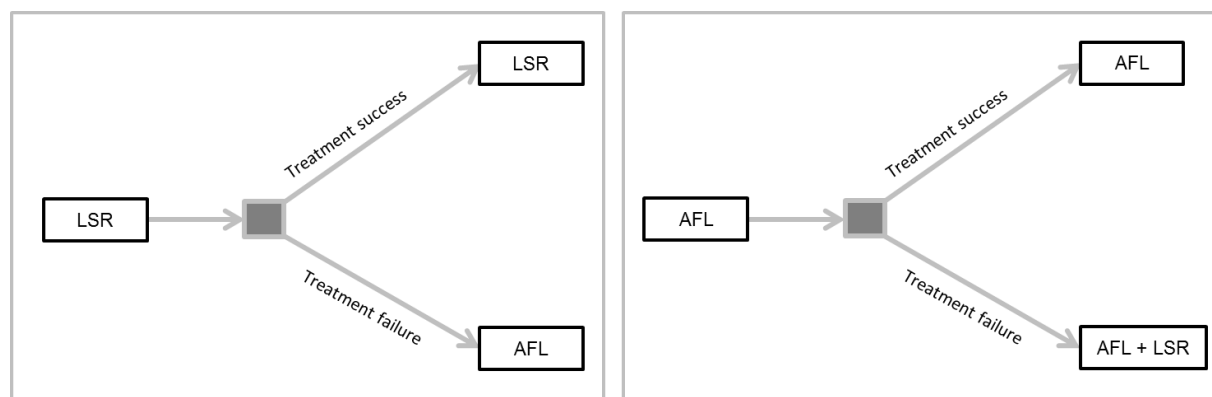 LSR
Treatment success
LSR
Treatment failure
AFL
AFL
Treatment success
AFL
Treatment failure
AFL + LSR